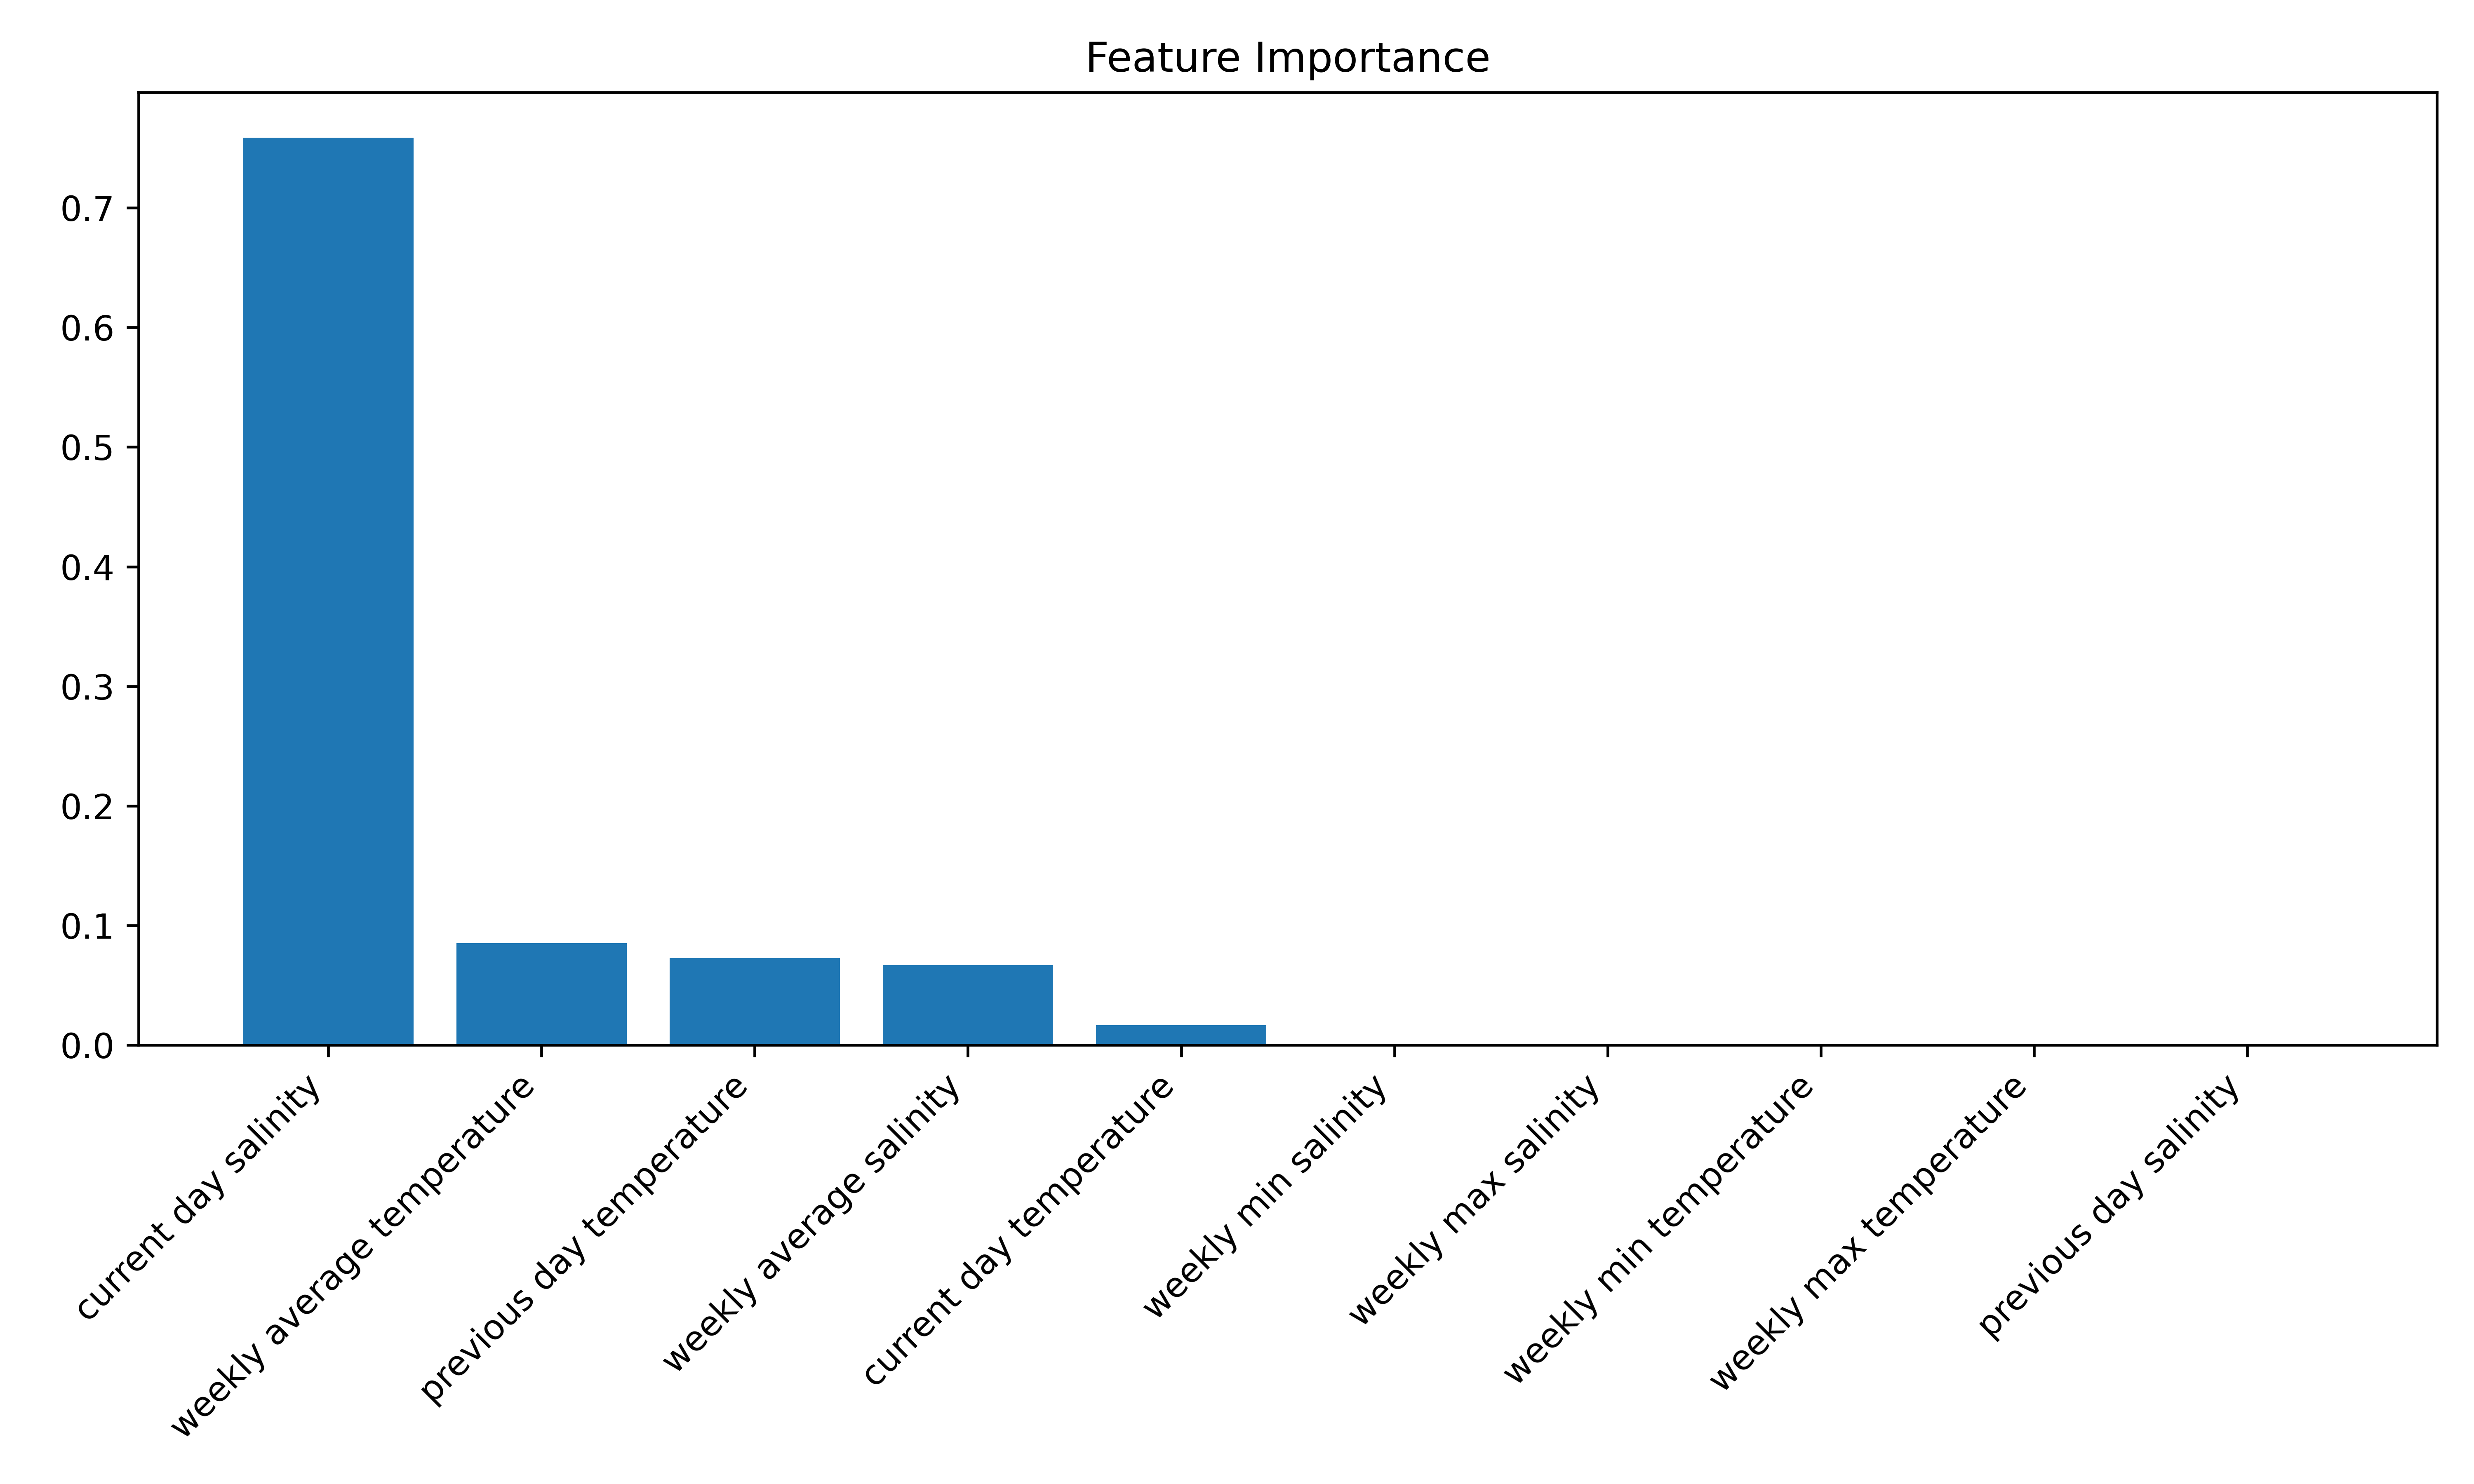 Feature Importance
0.7
0.6
0.5
0.4
0.3
0.2
0.1
0.0
current day salinity
weekly average temperature
previous day temperature
weekly average salinity
current day temperature
weekly min salinity
weekly max salinity
weekly min temperature
weekly max temperature
previous day salinity